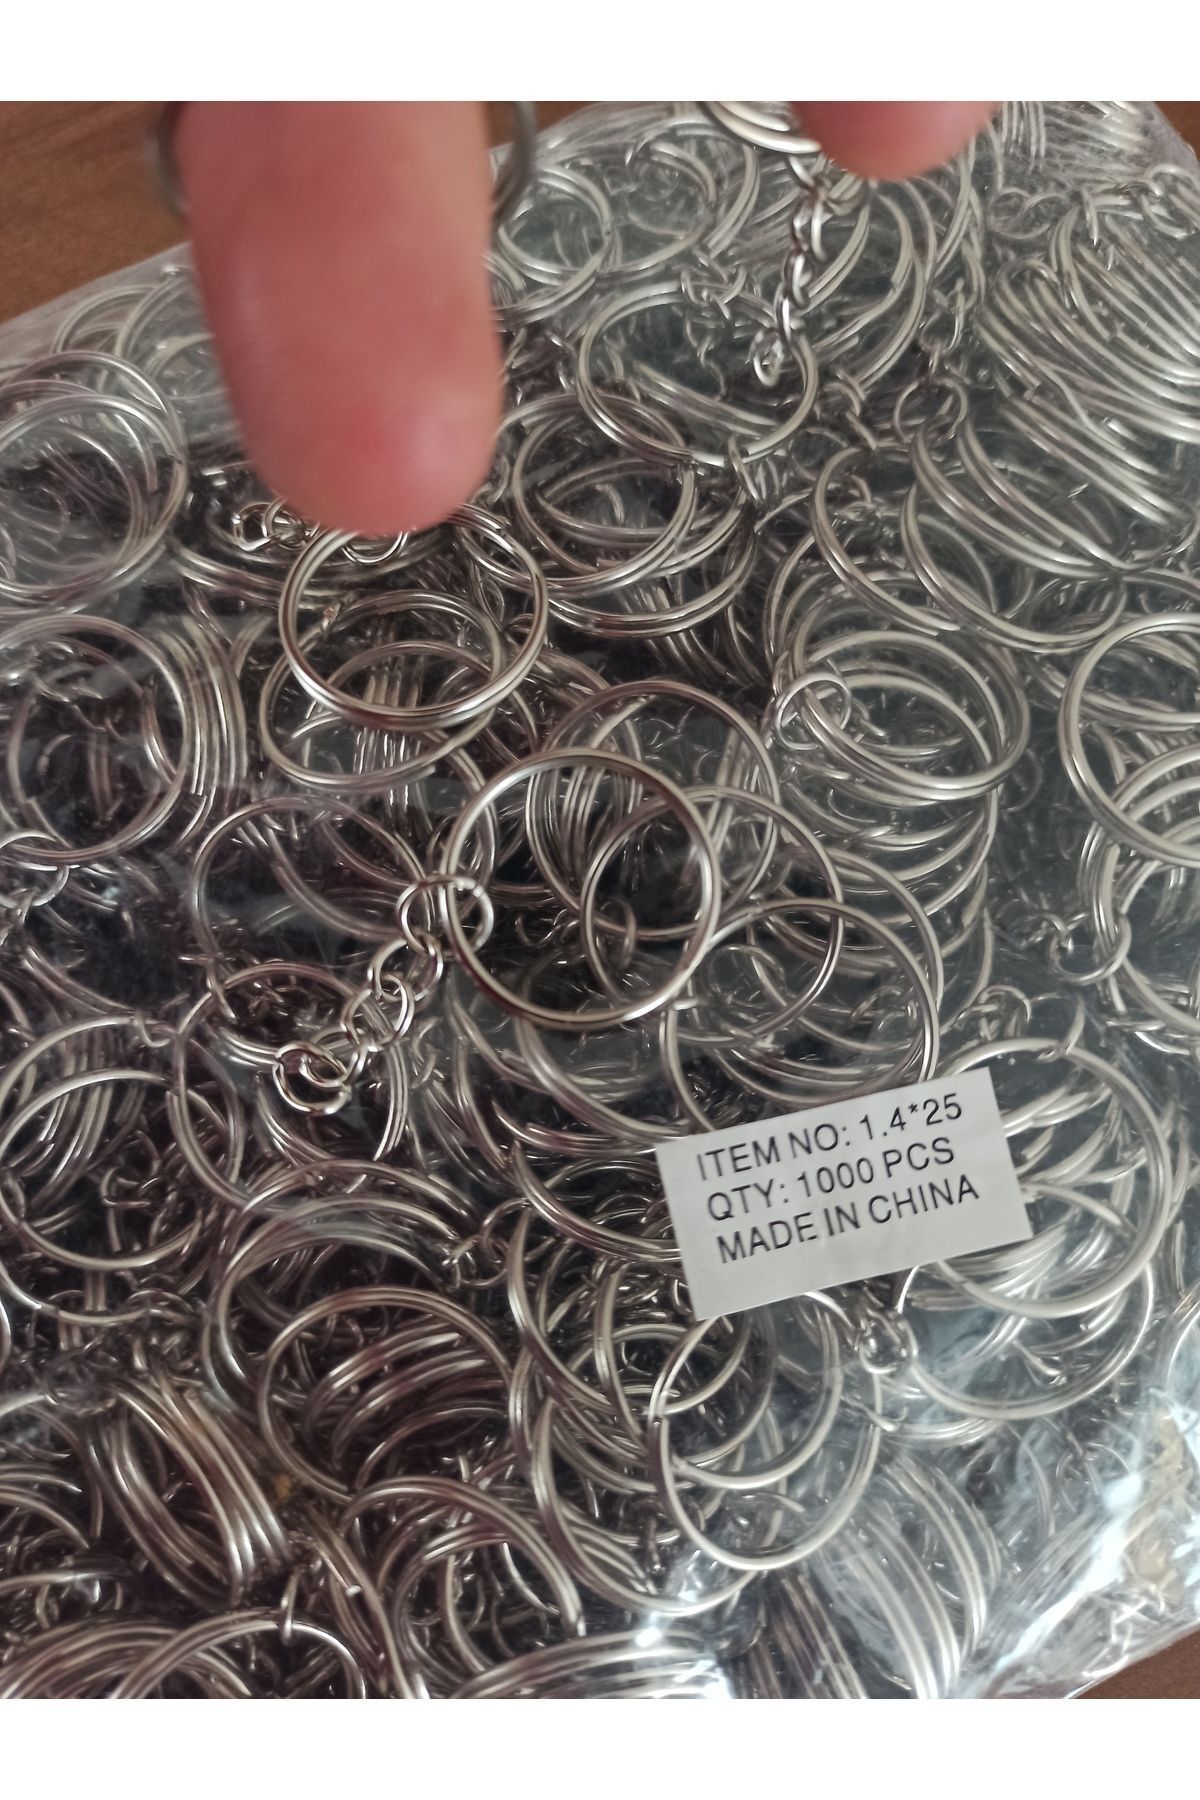 ITEM NO: 1.4*25
QTY: 1000 PCS
MADE IN CHINA